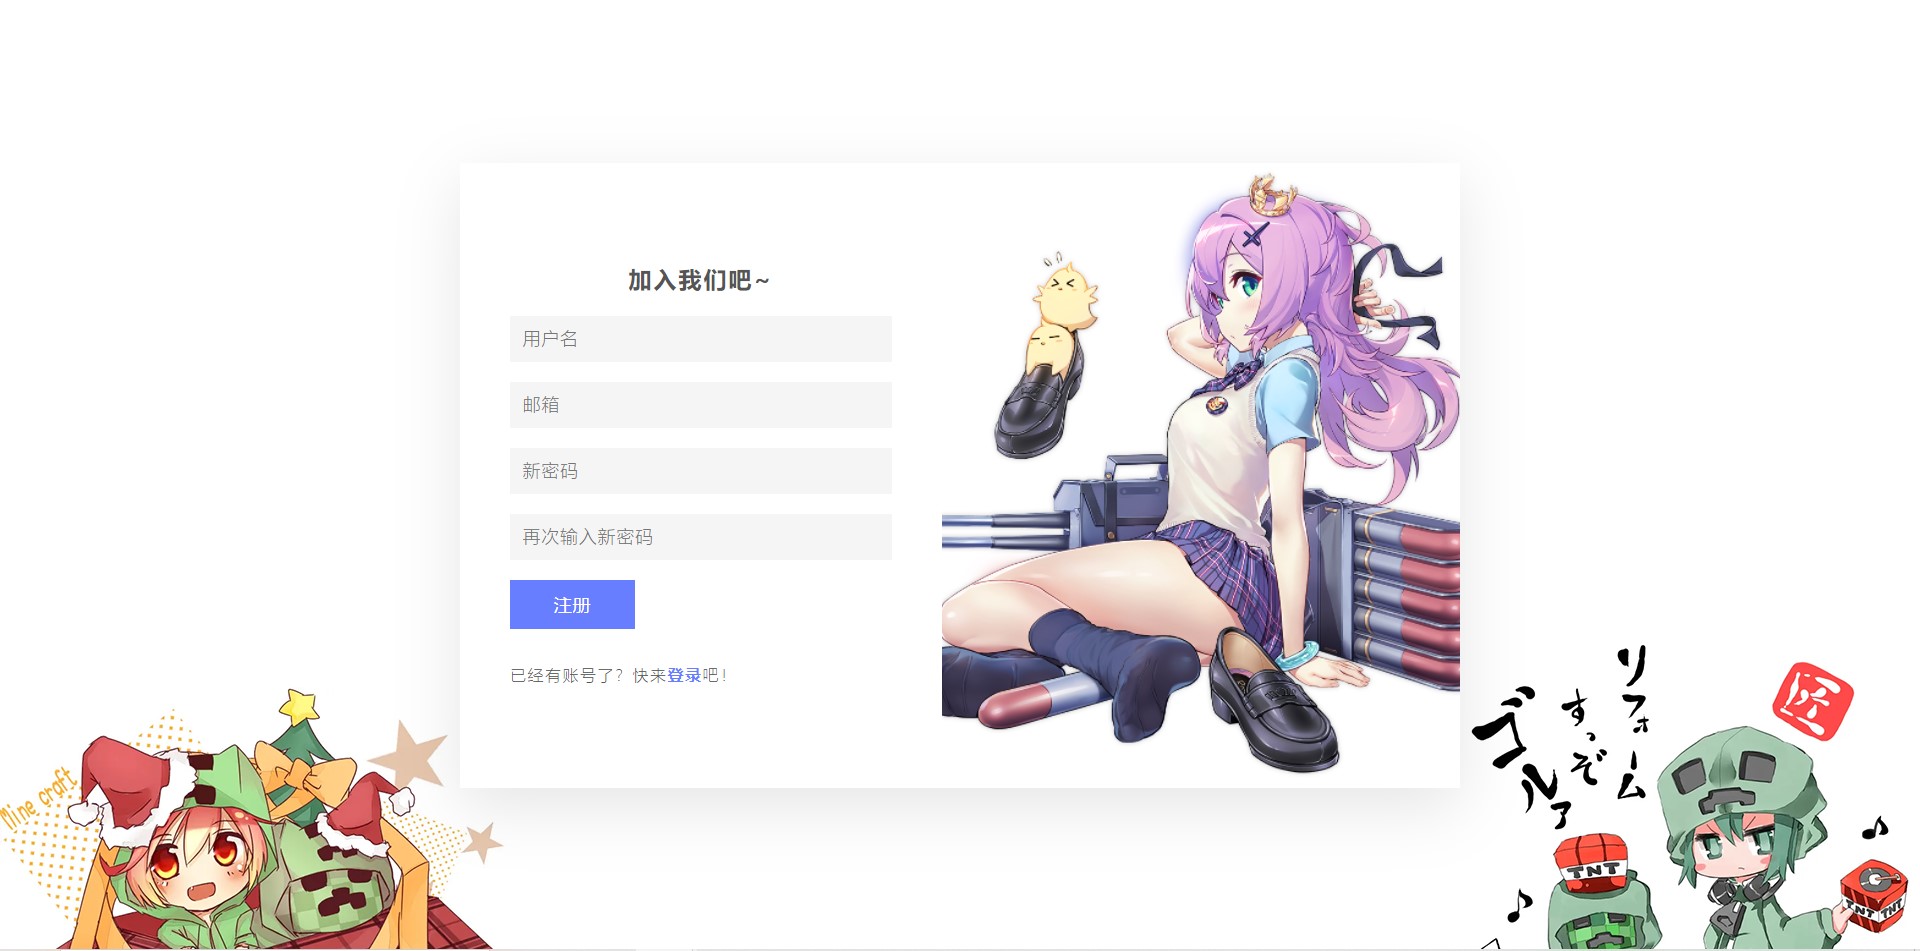 加入我们吧~
用户名
邮箱
新密码
再次输入新密码
注册
已经有账号了？快来登录吧！
Mine craft
リフォーム
すっぞ
ゴルァ
匠
TNT
TNT TNT